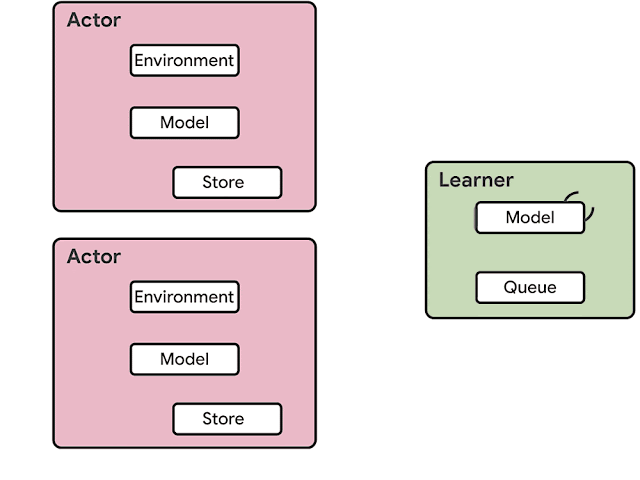 Actor
Environment
Model
Store
Actor
Environment
Model
Store
Learner
Model
Queue